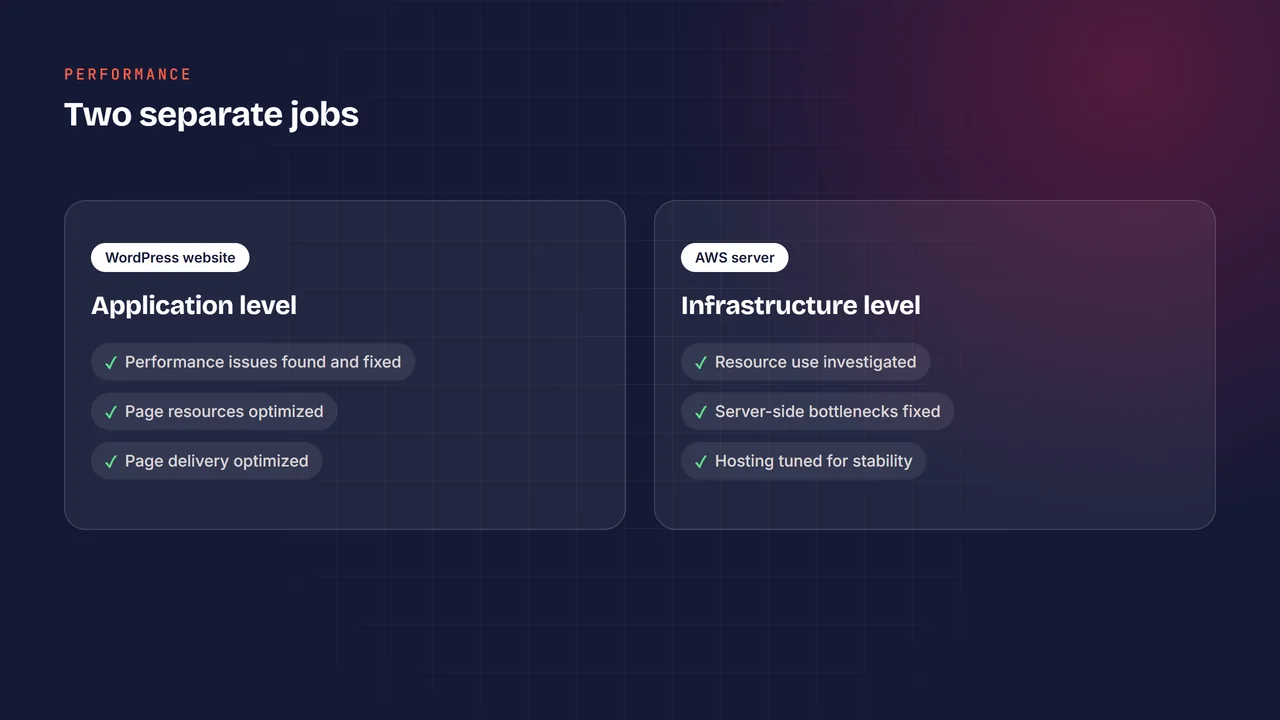 PERFORMANCE
Two separate jobs
WordPress website
Application level
✓ Performance issues found and fixed
✓ Page resources optimized
✓ Page delivery optimized
AWS server
Infrastructure level
✓ Resource use investigated
✓ Server-side bottlenecks fixed
✓ Hosting tuned for stability